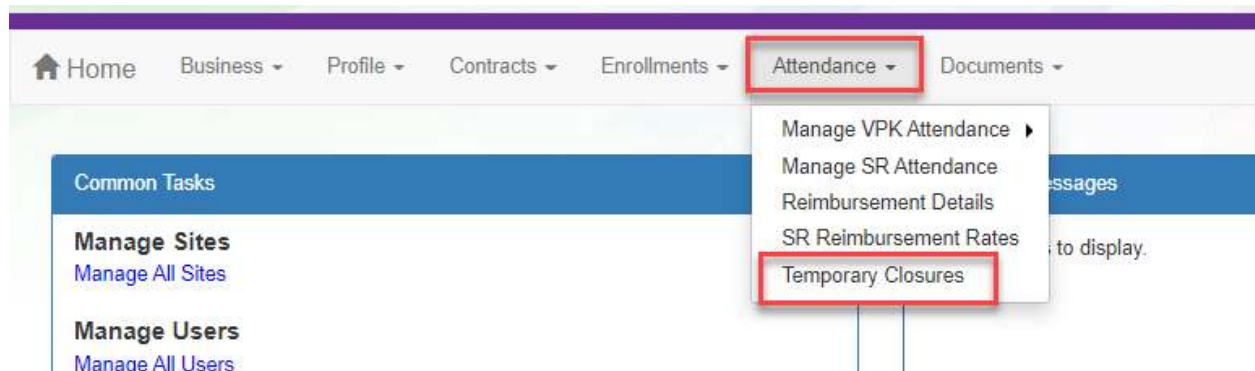 Home Business Profile Contracts Enrollments Attendance Documents
Manage VPK Attendance
Manage SR Attendance
Reimbursement Details
SR Reimbursement Rates
Temporary Closures
Common Tasks
Manage Sites
Manage All Sites
Manage Users
Manage All Users
to display.